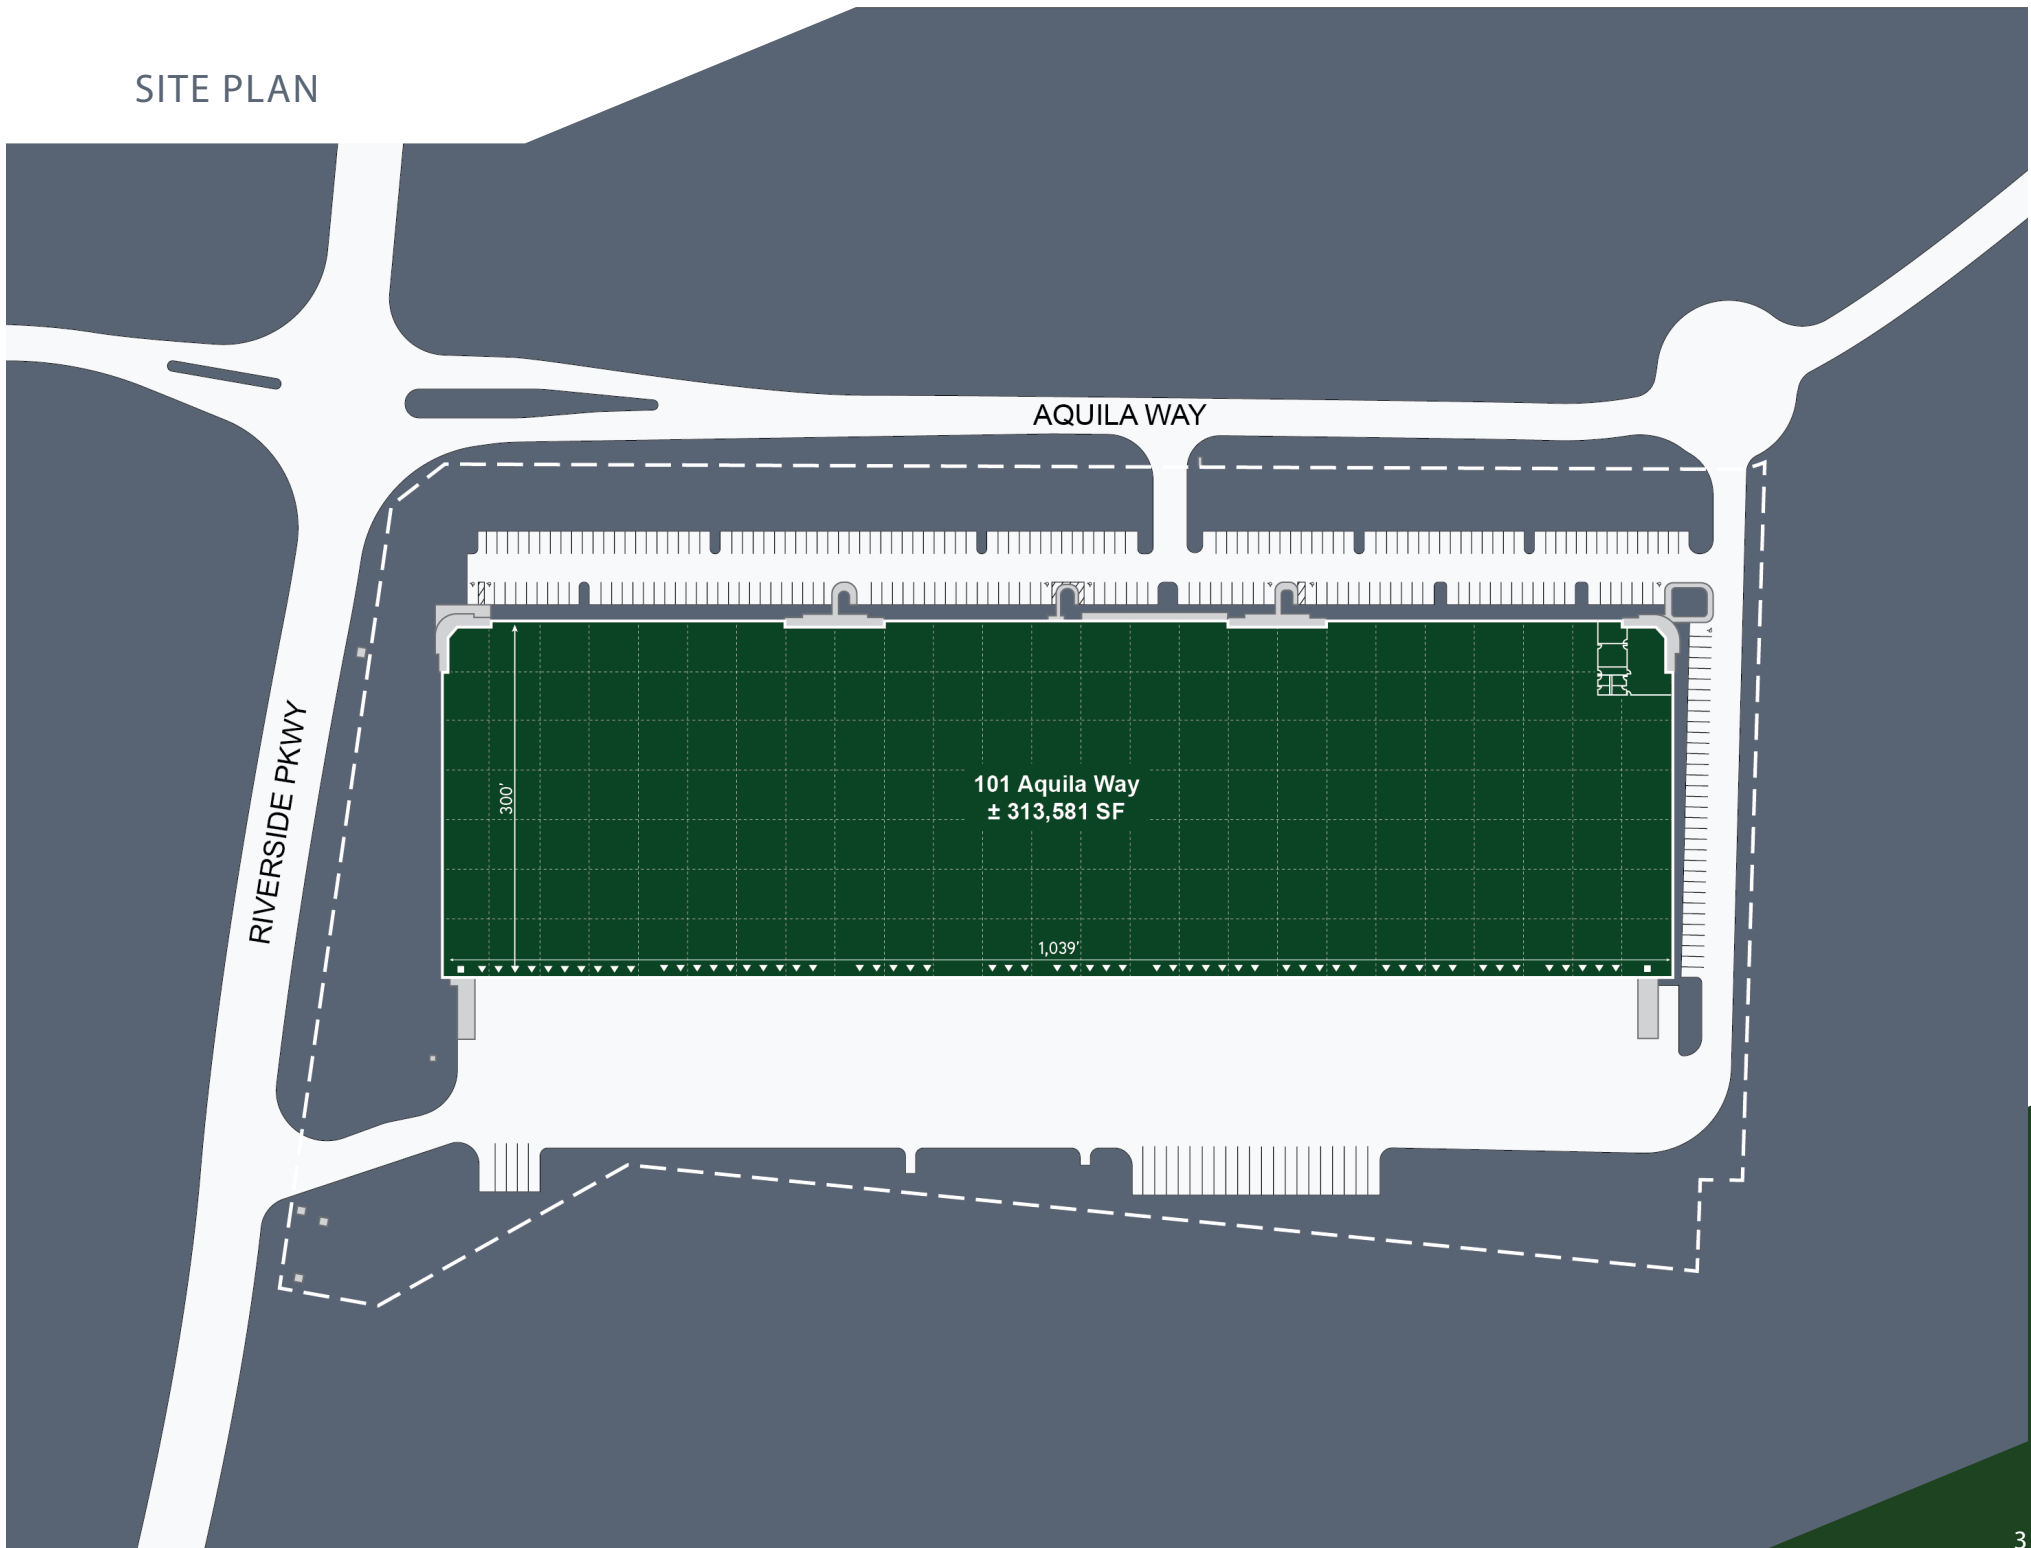 SITE PLAN
AQUILA WAY
RIVERSIDE PKWY
101 Aquila Way
± 313,581 SF
300’
1,039’
3